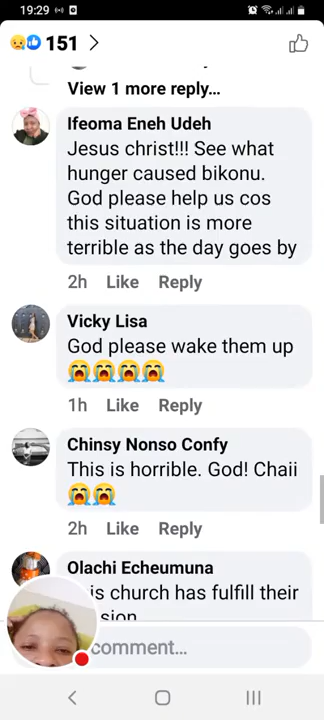 19:29
151
View 1 more reply...
Ifeoma Eneh Udeh
Jesus christ!!! See what
hunger caused bikonu.
God please help us cos
this situation is more
terrible as the day goes by
2h Like Reply
Vicky Lisa
God please wake them up
😭😭😭😭
1h Like Reply
Chinsy Nonso Confy
This is horrible. God! Chaii
😭😭
2h Like Reply
Olachi Echeumuna
is church has fulfill their
sion
comment...